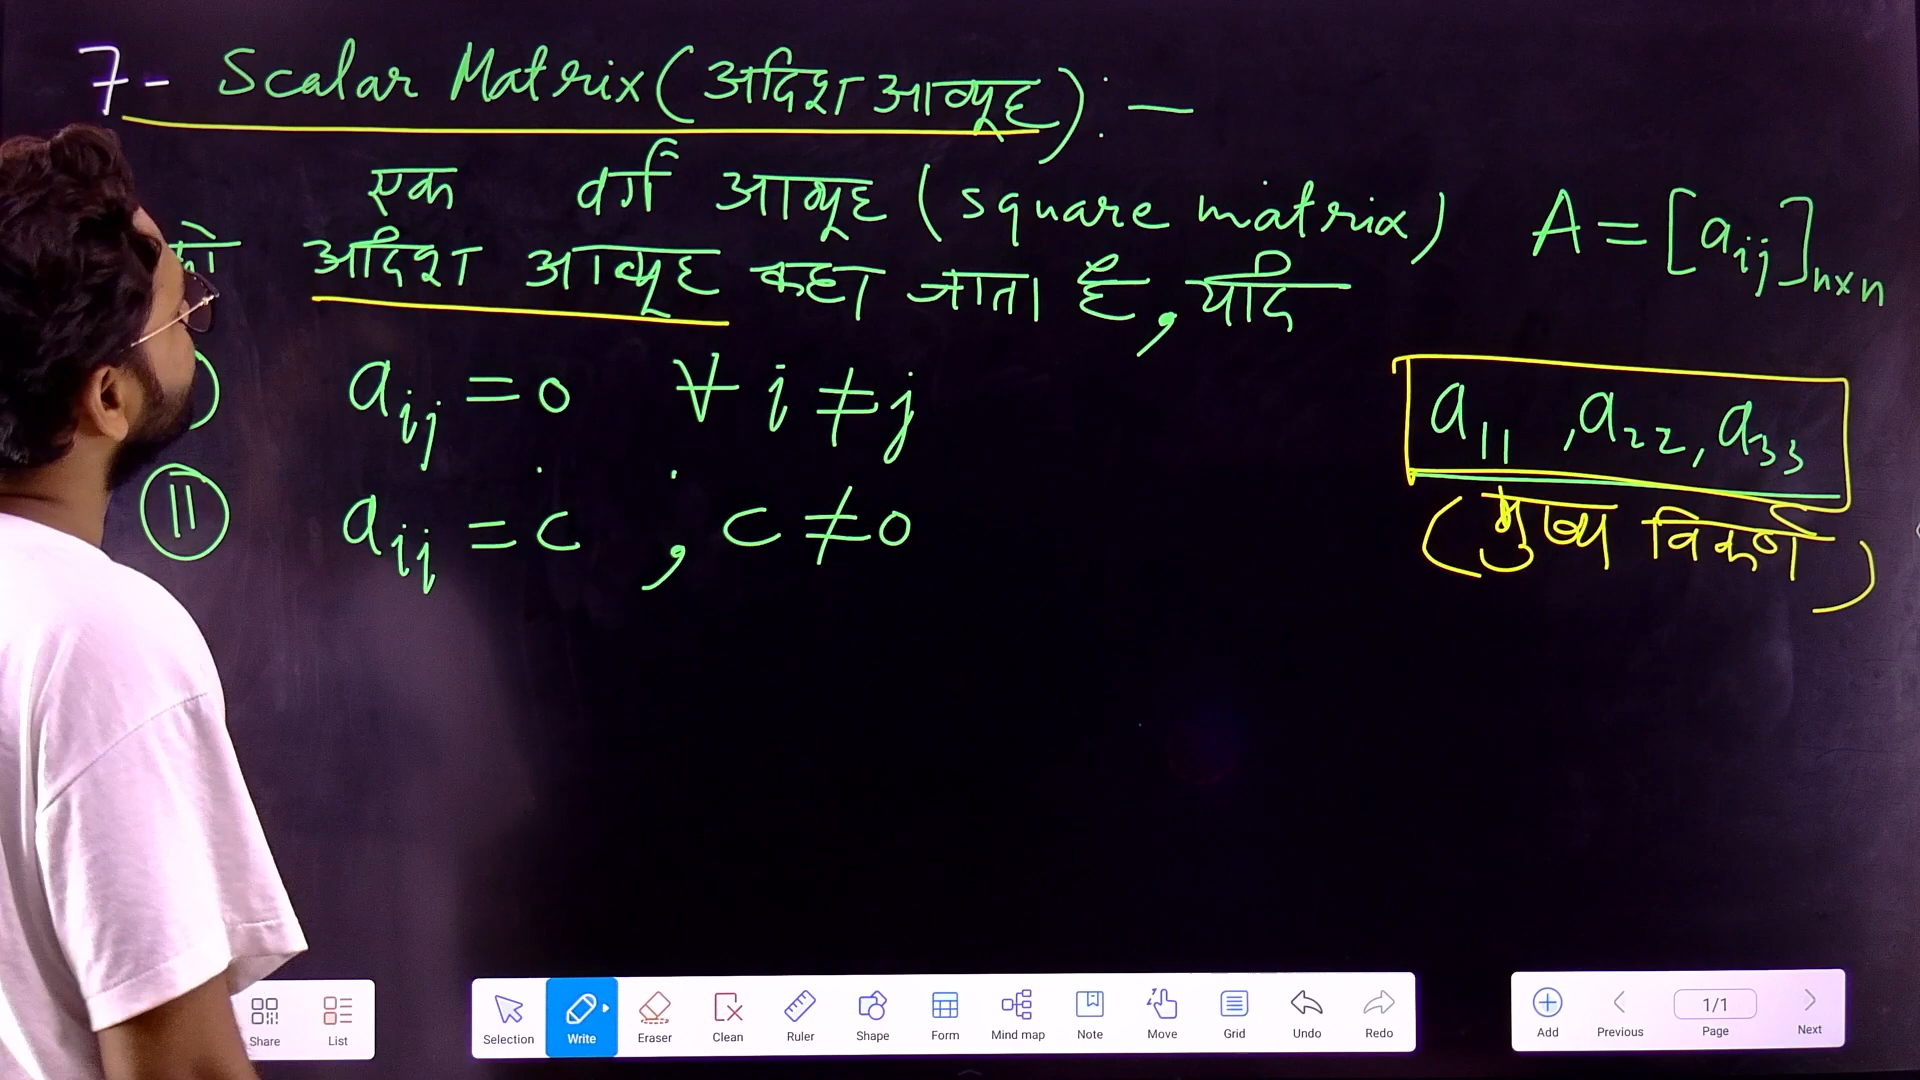 7- Scalar Matrix (अदिश आव्यूह) : —
एक वर्ग आव्यूह (square matrix) A = [aij]n×n
को अदिश आव्यूह कहा जाता है, यदि
aij = 0 ∀ i ≠ j
II aij = c , c ≠ 0
a11 , a22, a33
(मुख्य विकर्ण)
Share List Selection Write Eraser Clean Ruler Shape Form Mind map Note Move Grid Undo Redo Add Previous 1/1 Page Next